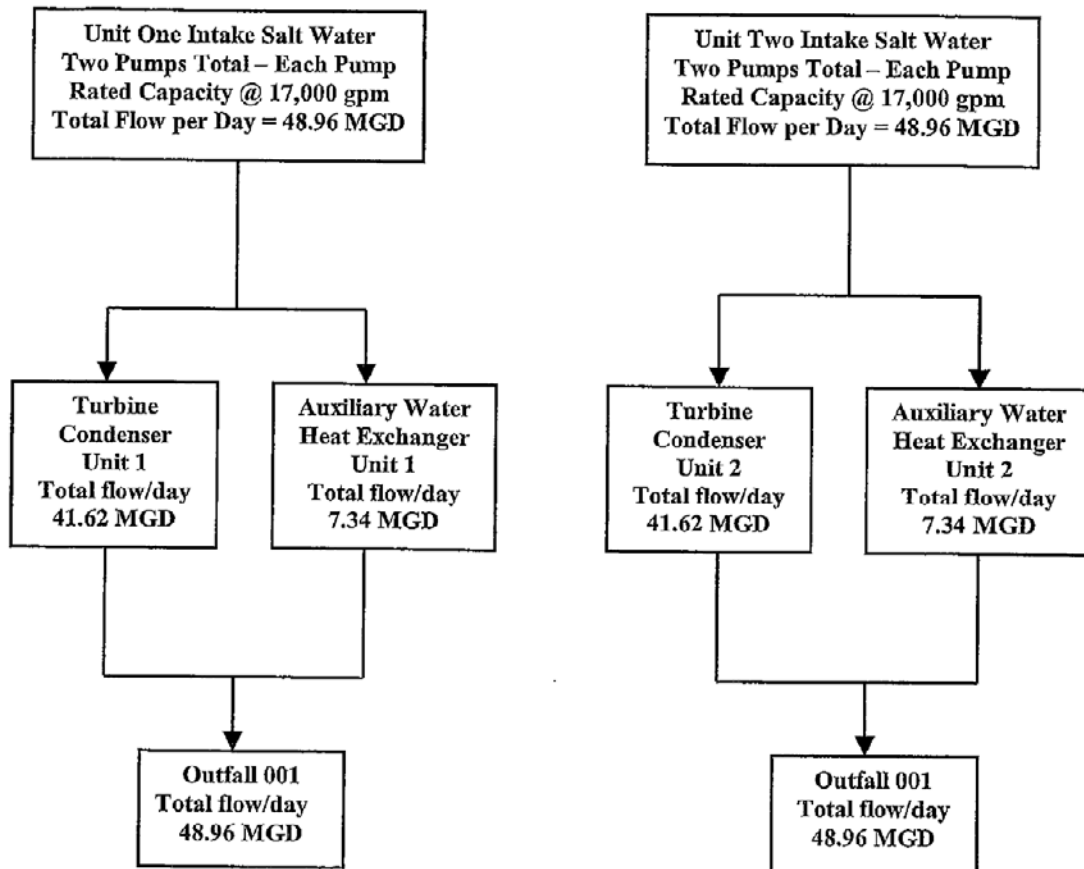 Unit One Intake Salt Water
Two Pumps Total – Each Pump
Rated Capacity @ 17,000 gpm
Total Flow per Day = 48.96 MGD
Unit Two Intake Salt Water
Two Pumps Total – Each Pump
Rated Capacity @ 17,000 gpm
Total Flow per Day = 48.96 MGD
Turbine
Condenser
Unit 1
Total flow/day
41.62 MGD
Auxiliary Water
Heat Exchanger
Unit 1
Total flow/day
7.34 MGD
Turbine
Condenser
Unit 2
Total flow/day
41.62 MGD
Auxiliary Water
Heat Exchanger
Unit 2
Total flow/day
7.34 MGD
Outfall 001
Total flow/day
48.96 MGD
Outfall 001
Total flow/day
48.96 MGD